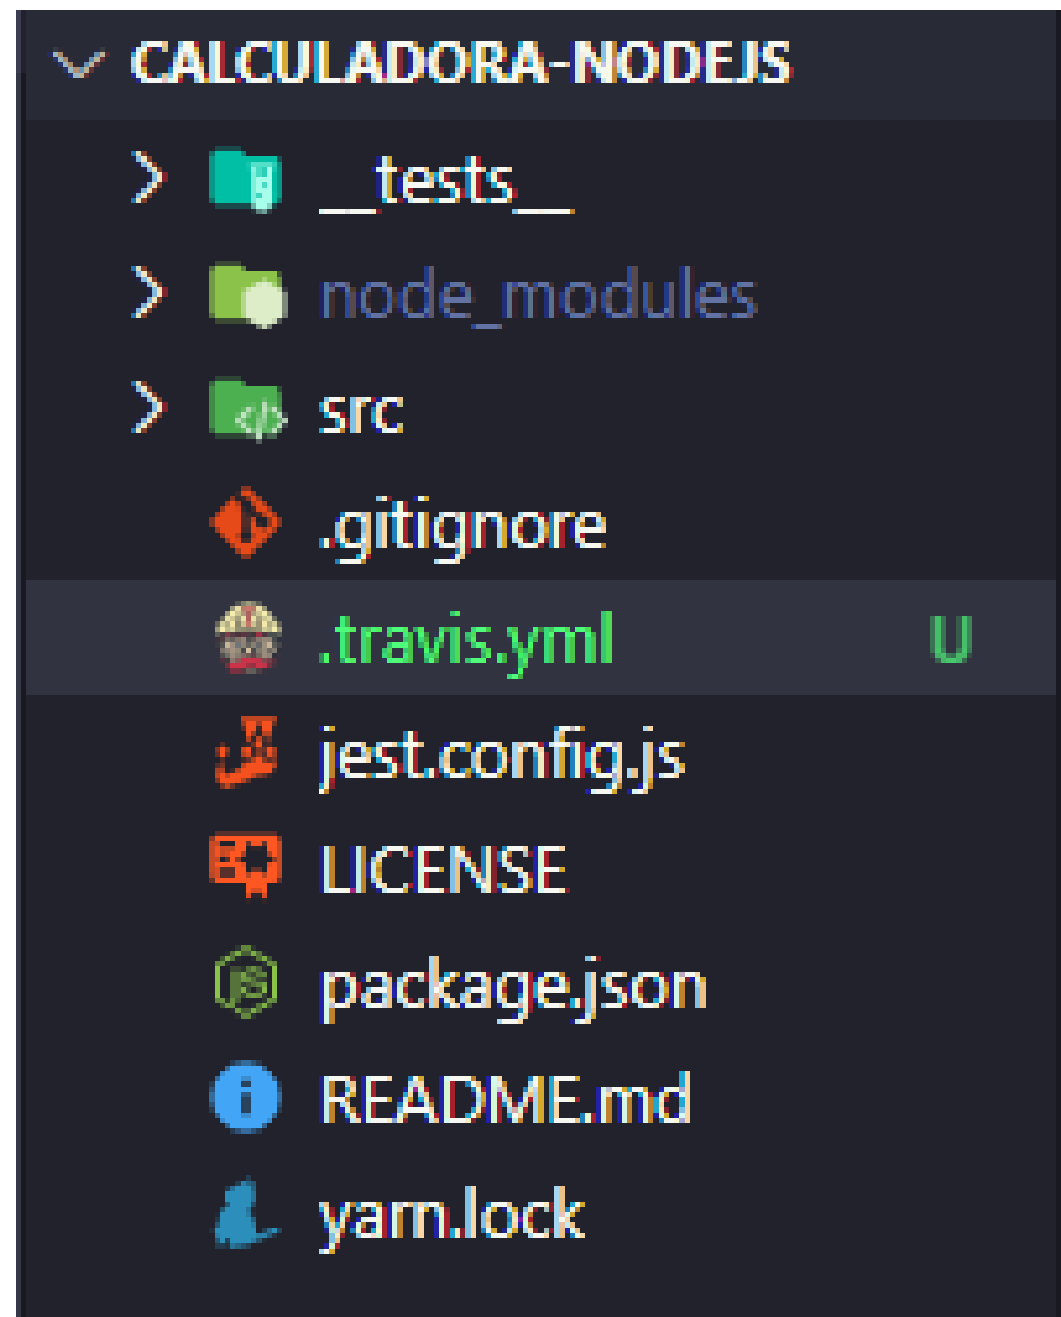 CALCULADORA-NODEJS
__tests__
node_modules
src
.gitignore
.travis.yml U
jest.config.js
LICENSE
package.json
README.md
yarn.lock